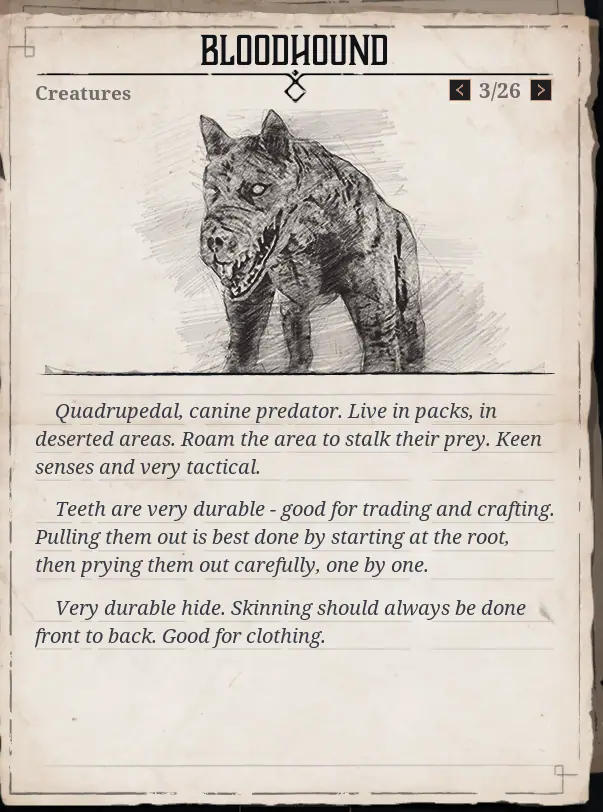 BLOODHOUND
Creatures
3/26
Quadrupedal, canine predator. Live in packs, in
deserted areas. Roam the area to stalk their prey. Keen
senses and very tactical.
Teeth are very durable - good for trading and crafting.
Pulling them out is best done by starting at the root,
then prying them out carefully, one by one.
Very durable hide. Skinning should always be done
front to back. Good for clothing.